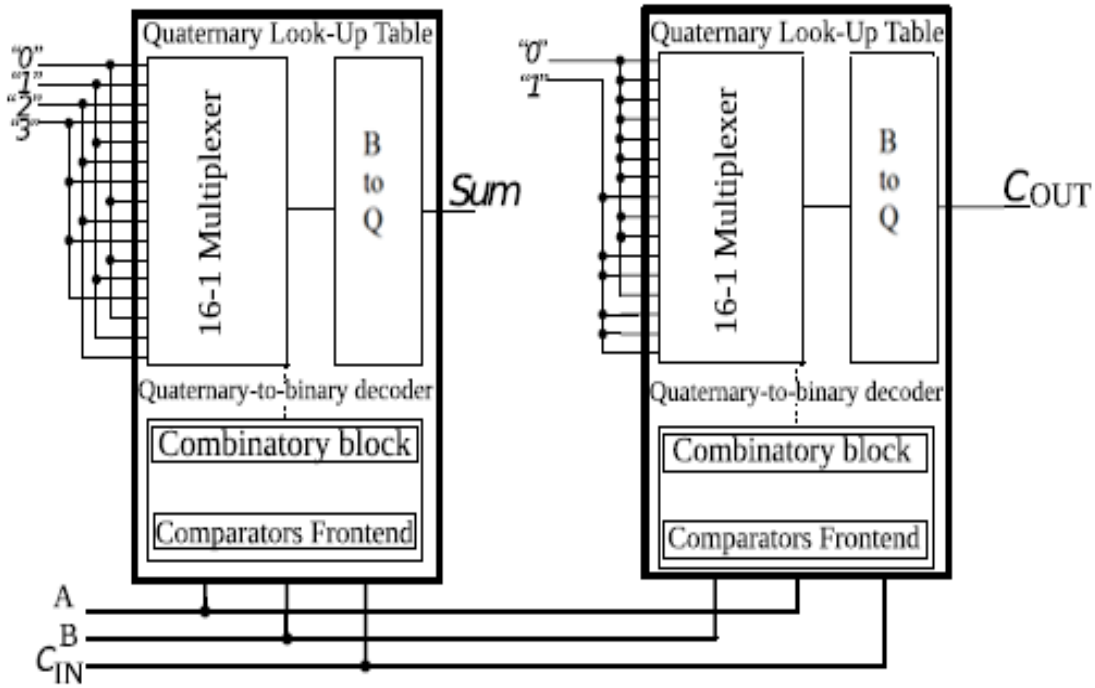 Quaternary Look-Up Table
“0”
“1”
“2”
“3”
16-1 Multiplexer
B
to
Q
Sum
Quaternary-to-binary decoder
Combinatory block
Comparators Frontend
Quaternary Look-Up Table
“0”
“1”
16-1 Multiplexer
B
to
Q
COUT
Quaternary-to-binary decoder
Combinatory block
Comparators Frontend
A
B
CIN